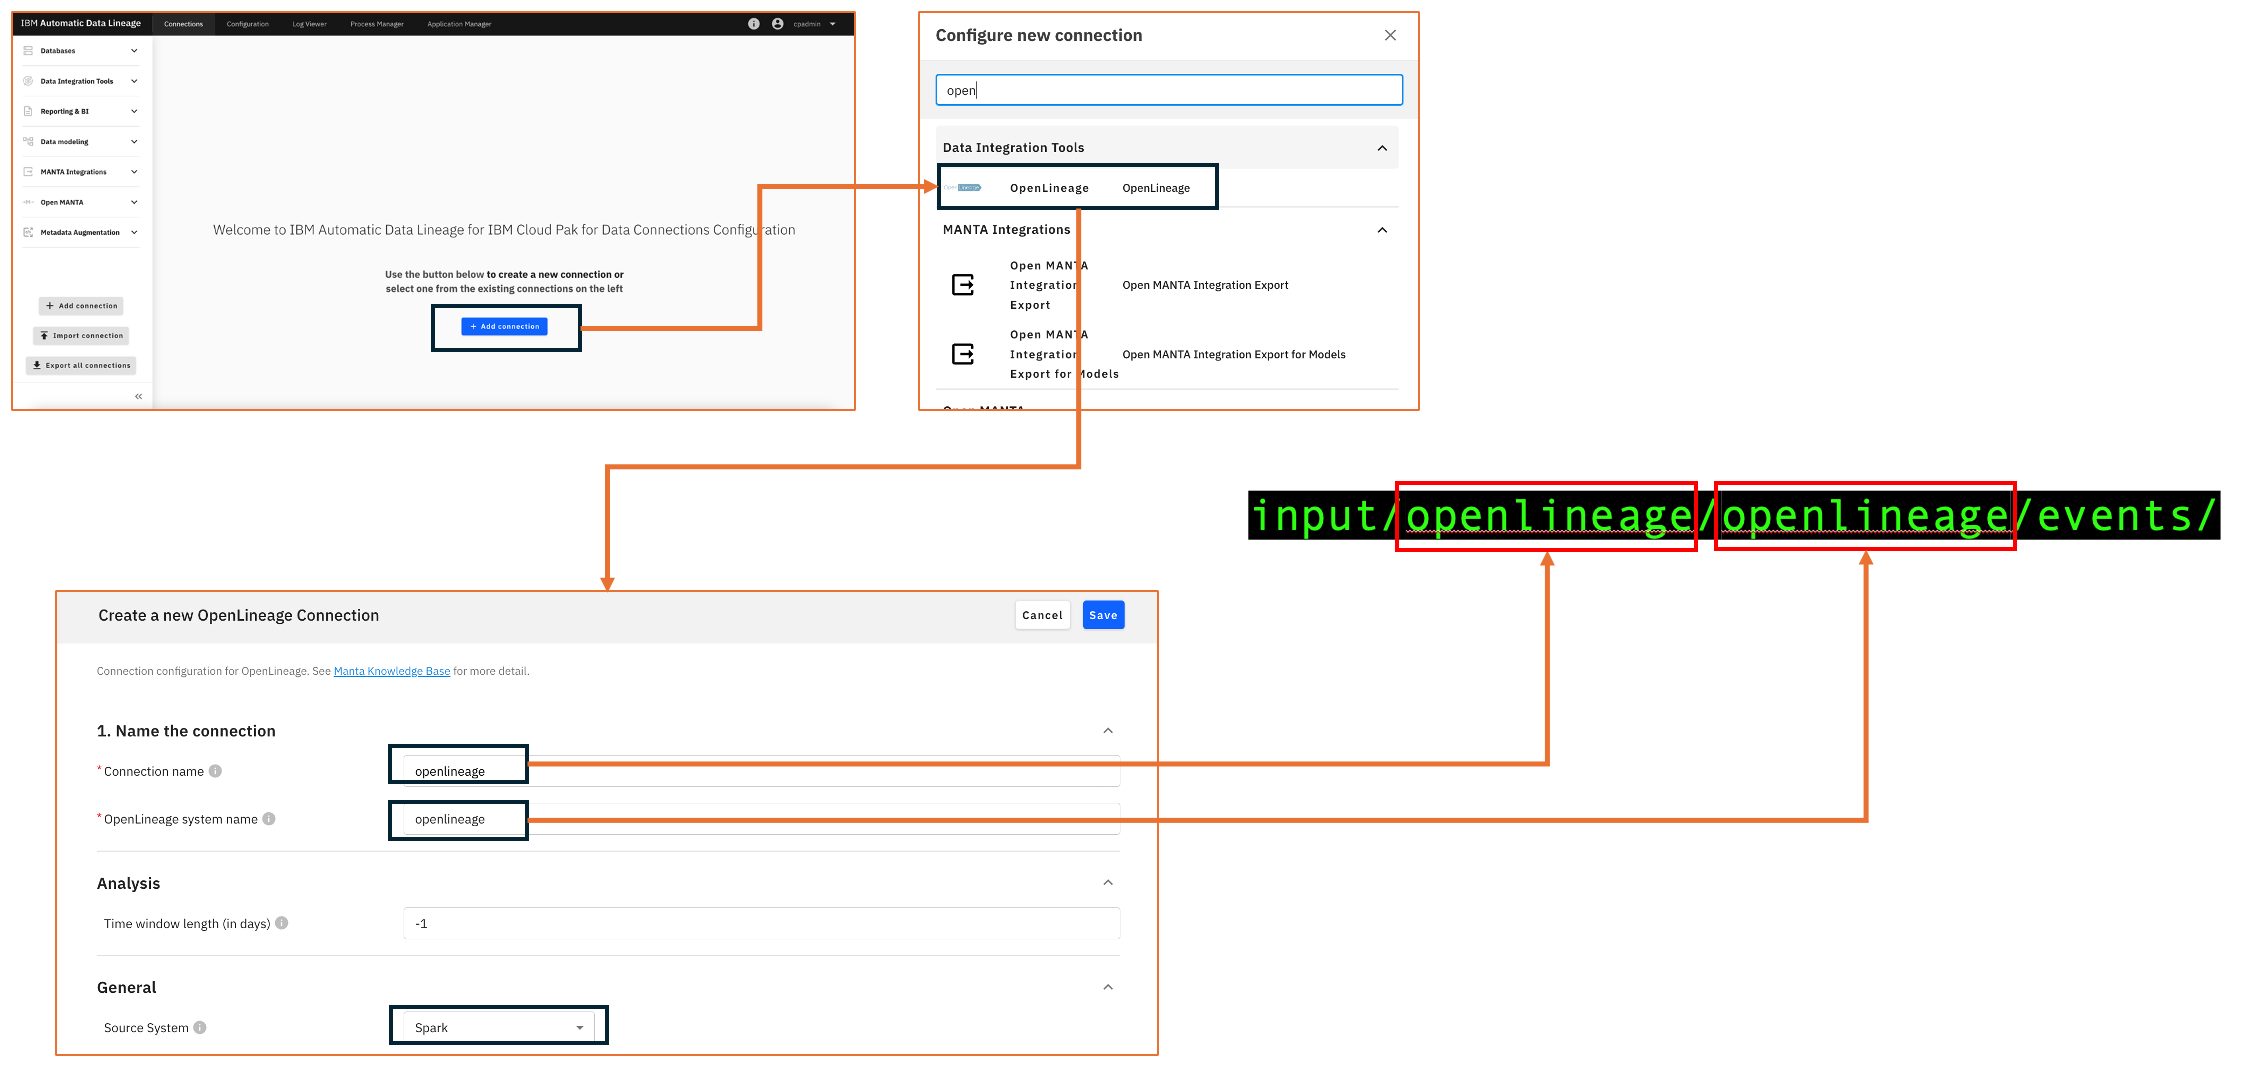 IBM Automatic Data Lineage
Connections
Configuration
Log Viewer
Process Manager
Application Manager
cpadmin
Databases
Data Integration Tools
Reporting & BI
Data modeling
MANTA Integrations
Open MANTA
Metadata Augmentation
+ Add connection
Import connection
Export all connections
Welcome to IBM Automatic Data Lineage for IBM Cloud Pak for Data Connections Configuration
Use the button below to create a new connection or
select one from the existing connections on the left
+ Add connection
Configure new connection
open
Data Integration Tools
Open Lineage
OpenLineage
OpenLineage
MANTA Integrations
Open MANTA
Integration
Export
Open MANTA Integration Export
Open MANTA
Integration
Export for Models
Open MANTA Integration Export for Models
Open MANTA
input/openlineage/openlineage/events/
Create a new OpenLineage Connection
Cancel
Save
Connection configuration for OpenLineage. See Manta Knowledge Base for more detail.
1. Name the connection
* Connection name
openlineage
* OpenLineage system name
openlineage
Analysis
Time window length (in days)
-1
General
Source System
Spark